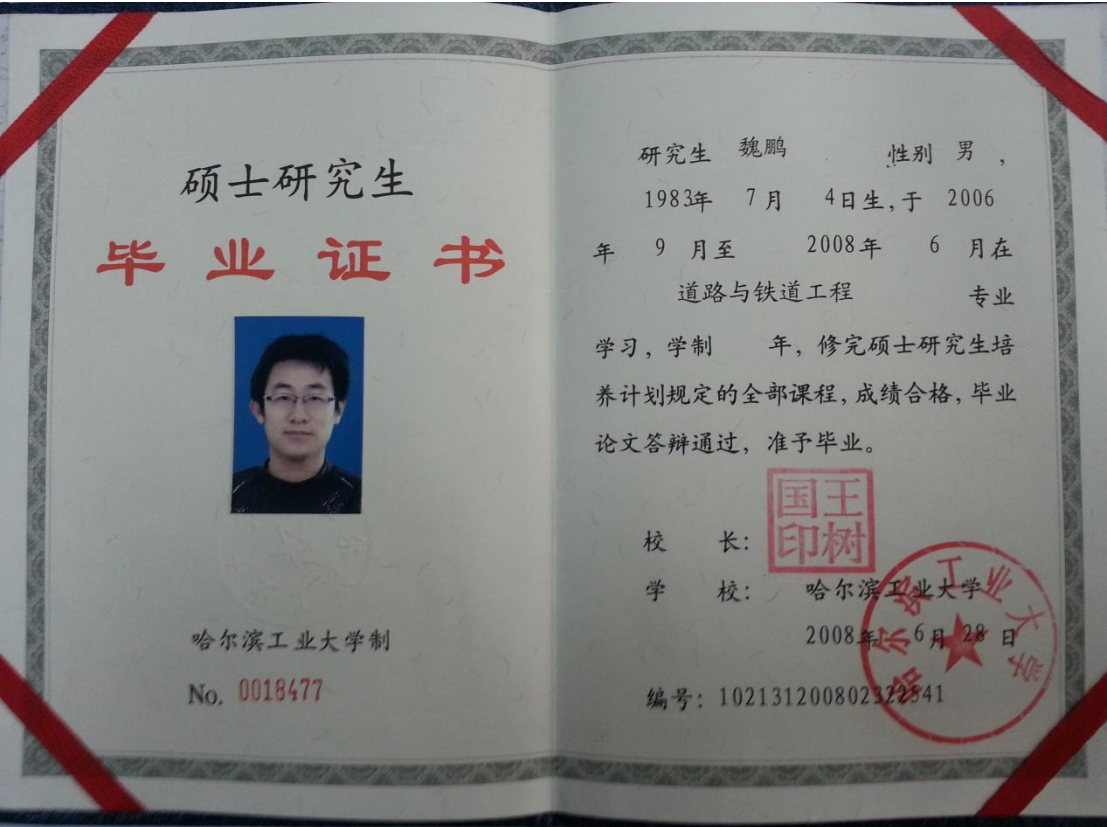 硕士研究生
毕业证书
哈尔滨工业大学制
No. 0018477
研究生 魏鹏 性别 男 ，
1983年 7月 4日生，于 2006
年 9 月至 2008年 6 月在
道路与铁道工程 专业
学习，学制 年，修完硕士研究生培
养计划规定的全部课程，成绩合格，毕业
论文答辩通过，准予毕业。
校 长：
王树国印
学 校： 哈尔滨工业大学
2008年 6月 28 日
哈尔滨工业大学
编号：102131200802322541